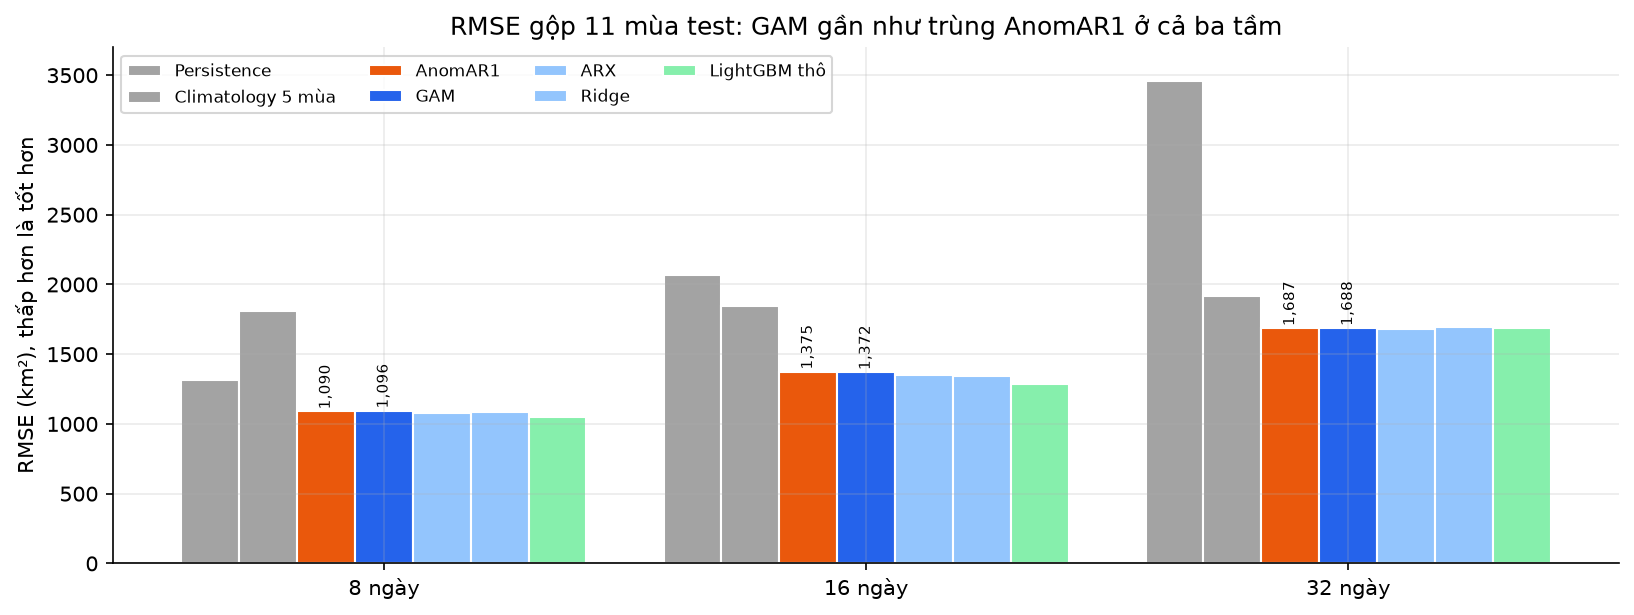 RMSE gộp 11 mùa test: GAM gần như trùng AnomAR1 ở cả ba tầm
Persistence
Climatology 5 mùa
AnomAR1
GAM
ARX
Ridge
LightGBM thô
RMSE (km²), thấp hơn là tốt hơn
3500
3000
2500
2000
1500
1000
500
0
1,090
1,096
1,375
1,372
1,687
1,688
8 ngày
16 ngày
32 ngày